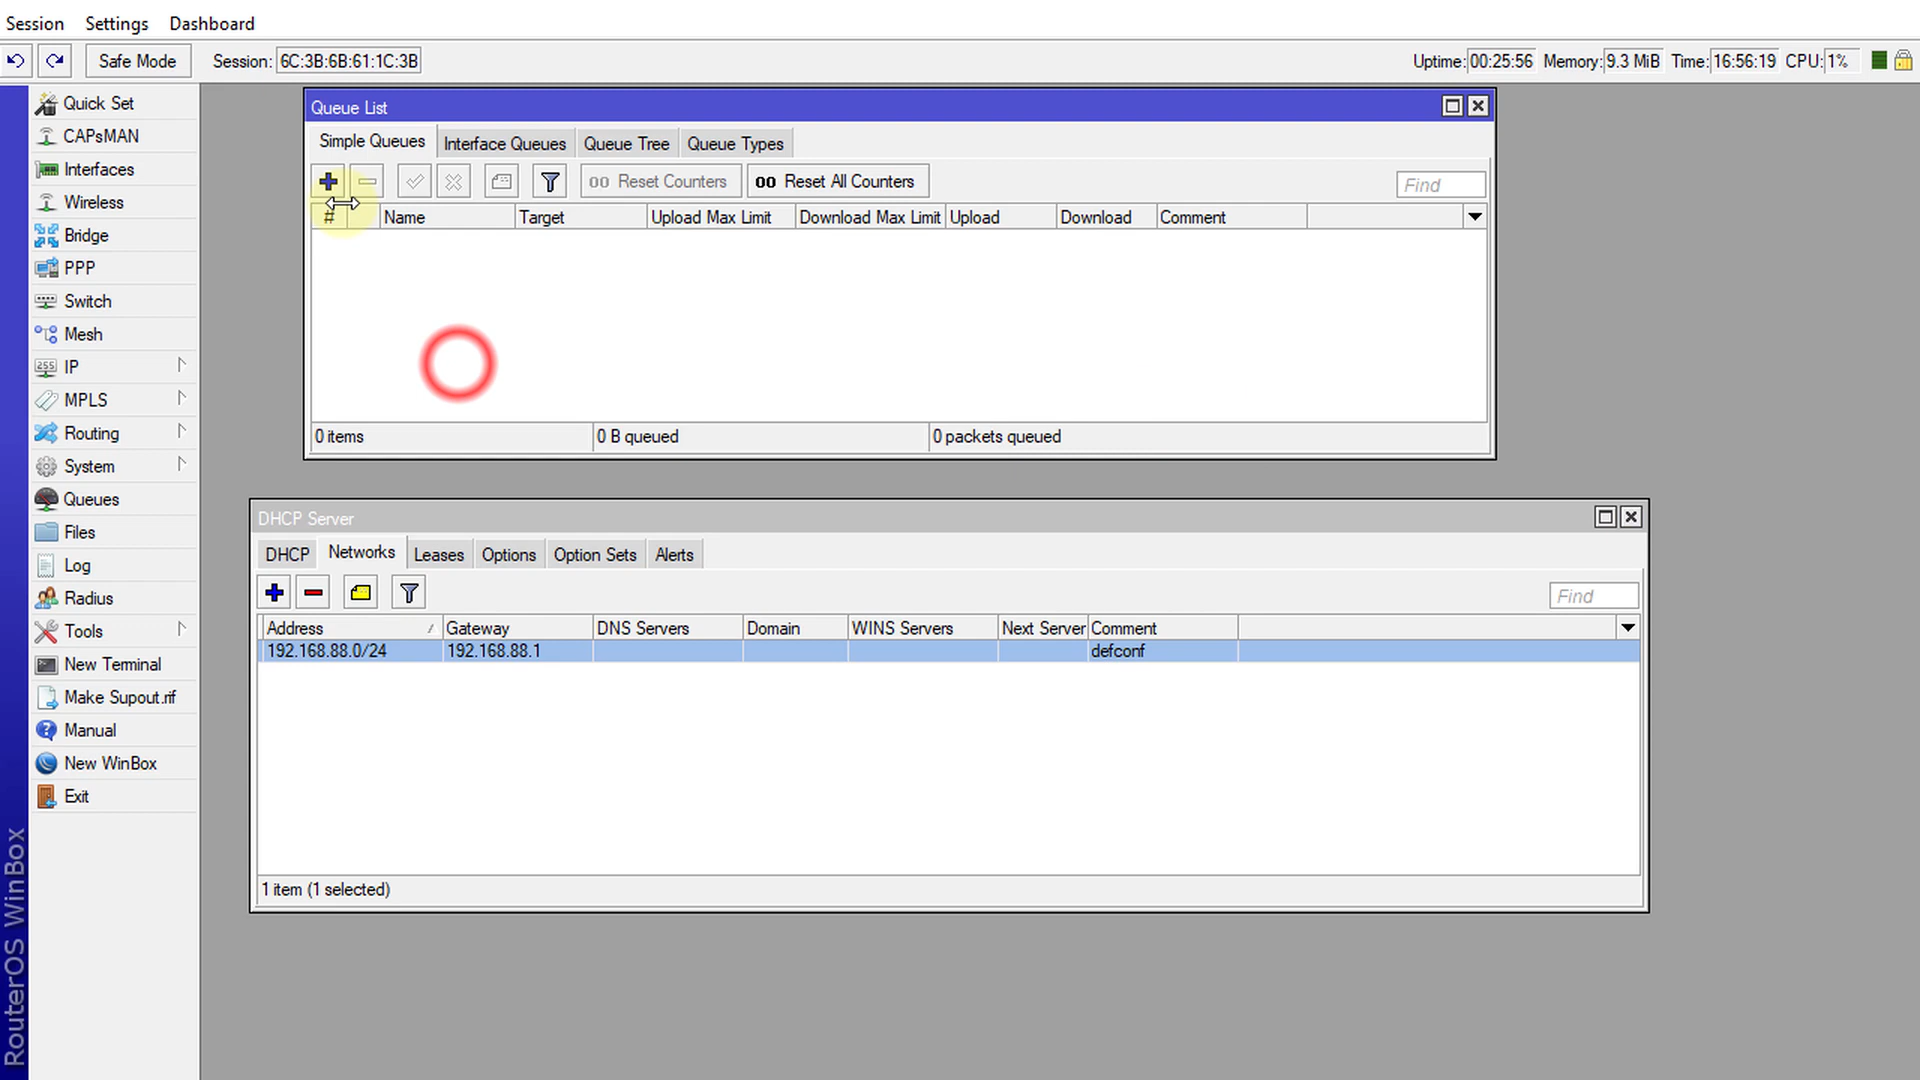 Session Settings Dashboard
Safe Mode Session: 6C:3B:6B:61:1C:3B Uptime: 00:25:56 Memory: 9.3 MiB Time: 16:56:19 CPU: 1%
Quick Set
CAPsMAN
Interfaces
Wireless
Bridge
PPP
Switch
Mesh
255 IP
MPLS
Routing
System
Queues
Files
Log
Radius
Tools
New Terminal
Make Supout.rif
Manual
New WinBox
Exit
RouterOS WinBox
Queue List
Simple Queues Interface Queues Queue Tree Queue Types
00 Reset Counters 00 Reset All Counters Find
# Name Target Upload Max Limit Download Max Limit Upload Download Comment
0 items 0 B queued 0 packets queued
DHCP Server
DHCP Networks Leases Options Option Sets Alerts
Find
Address Gateway DNS Servers Domain WINS Servers Next Server Comment
192.168.88.0/24 192.168.88.1 defconf
1 item (1 selected)